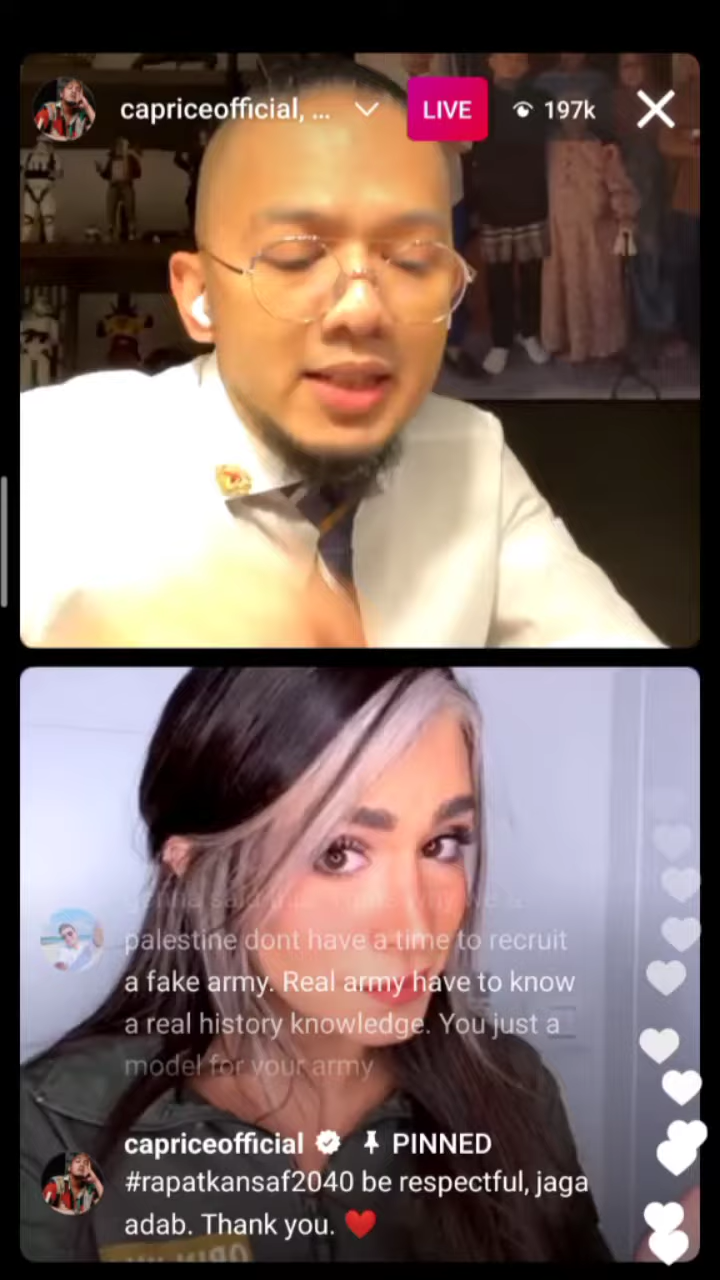 capriceofficial, ...
LIVE
197k
palestine dont have a time to recruit
a fake army. Real army have to know
a real history knowledge. You just a
model for your army
capriceofficial PINNED
#rapatkansaf2040 be respectful, jaga
adab. Thank you. ❤️